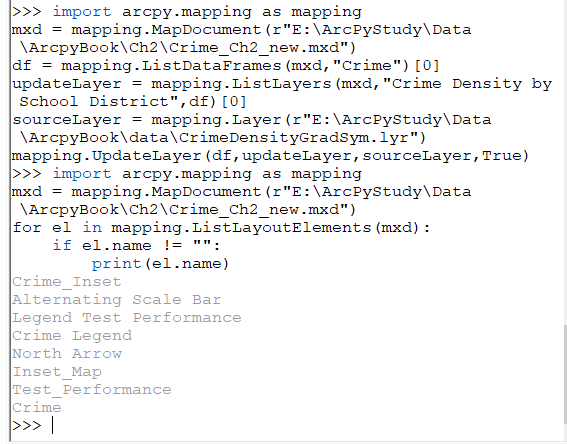 >>> import arcpy.mapping as mapping
mxd = mapping.MapDocument(r"E:\ArcPyStudy\Data
\ArcpyBook\Ch2\Crime_Ch2_new.mxd")
df = mapping.ListDataFrames(mxd,"Crime")[0]
updateLayer = mapping.ListLayers(mxd,"Crime Density by
School District",df)[0]
sourceLayer = mapping.Layer(r"E:\ArcPyStudy\Data
\ArcpyBook\data\CrimeDensityGradSym.lyr")
mapping.UpdateLayer(df,updateLayer,sourceLayer,True)
>>> import arcpy.mapping as mapping
mxd = mapping.MapDocument(r"E:\ArcPyStudy\Data
\ArcpyBook\Ch2\Crime_Ch2_new.mxd")
for el in mapping.ListLayoutElements(mxd):
    if el.name != "":
        print(el.name)
Crime_Inset
Alternating Scale Bar
Legend Test Performance
Crime Legend
North Arrow
Inset_Map
Test_Performance
Crime
>>>